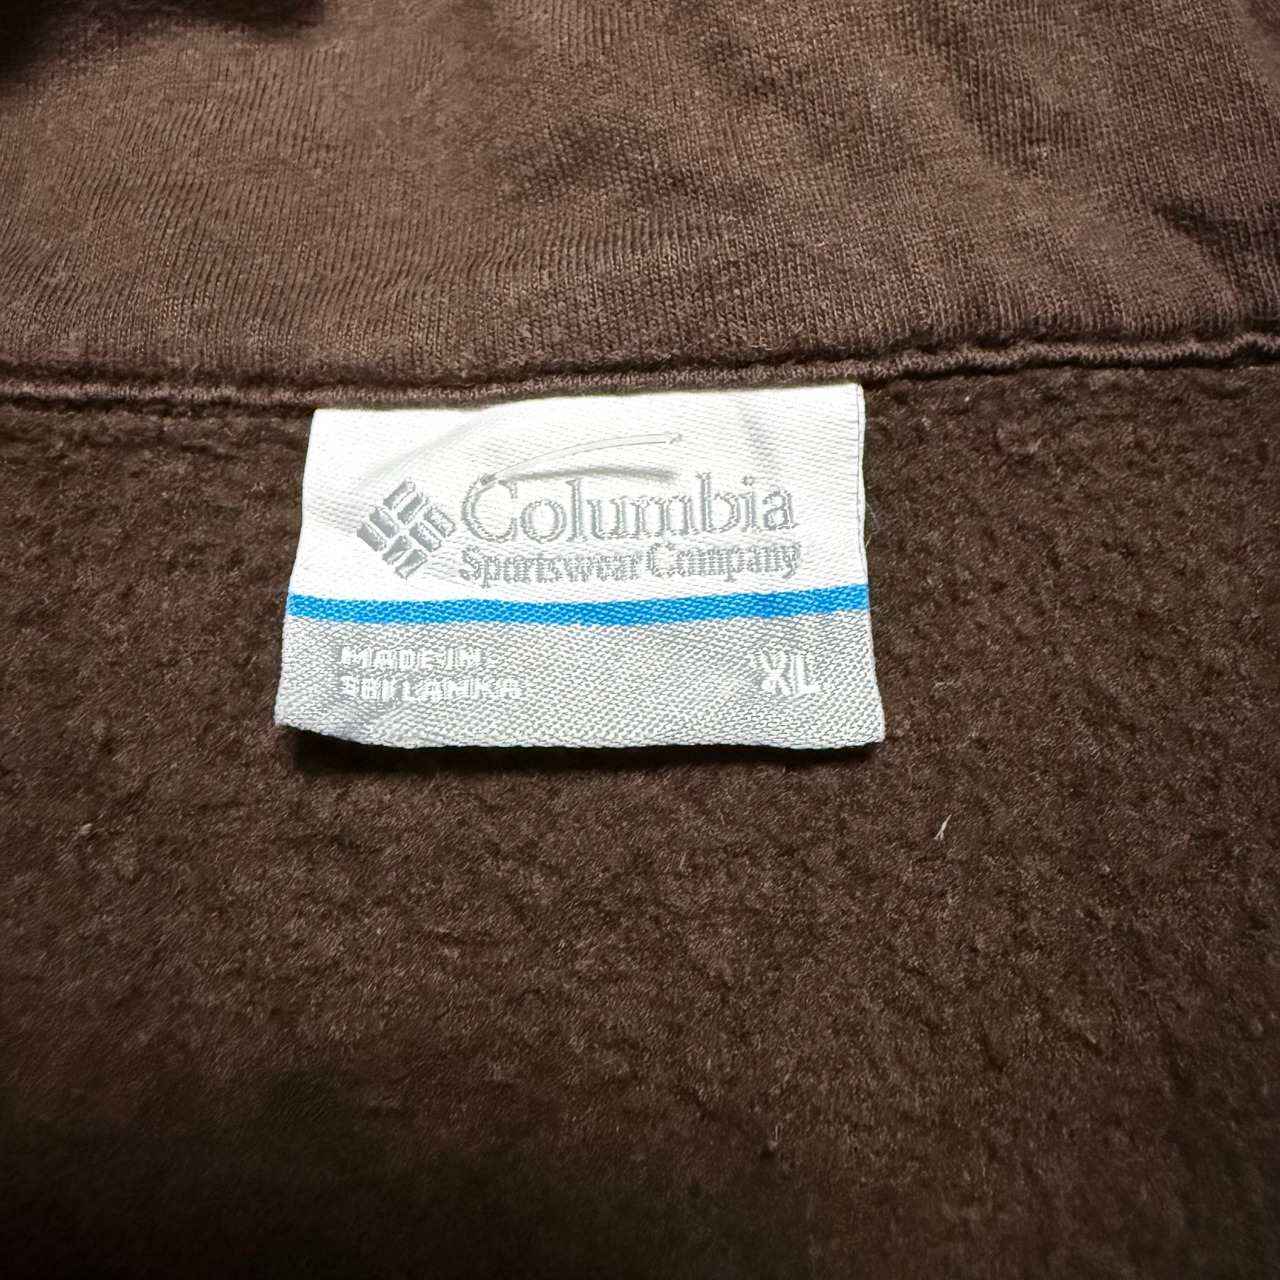 Columbia
Sportswear Company
MADE IN
SRI LANKA
XL